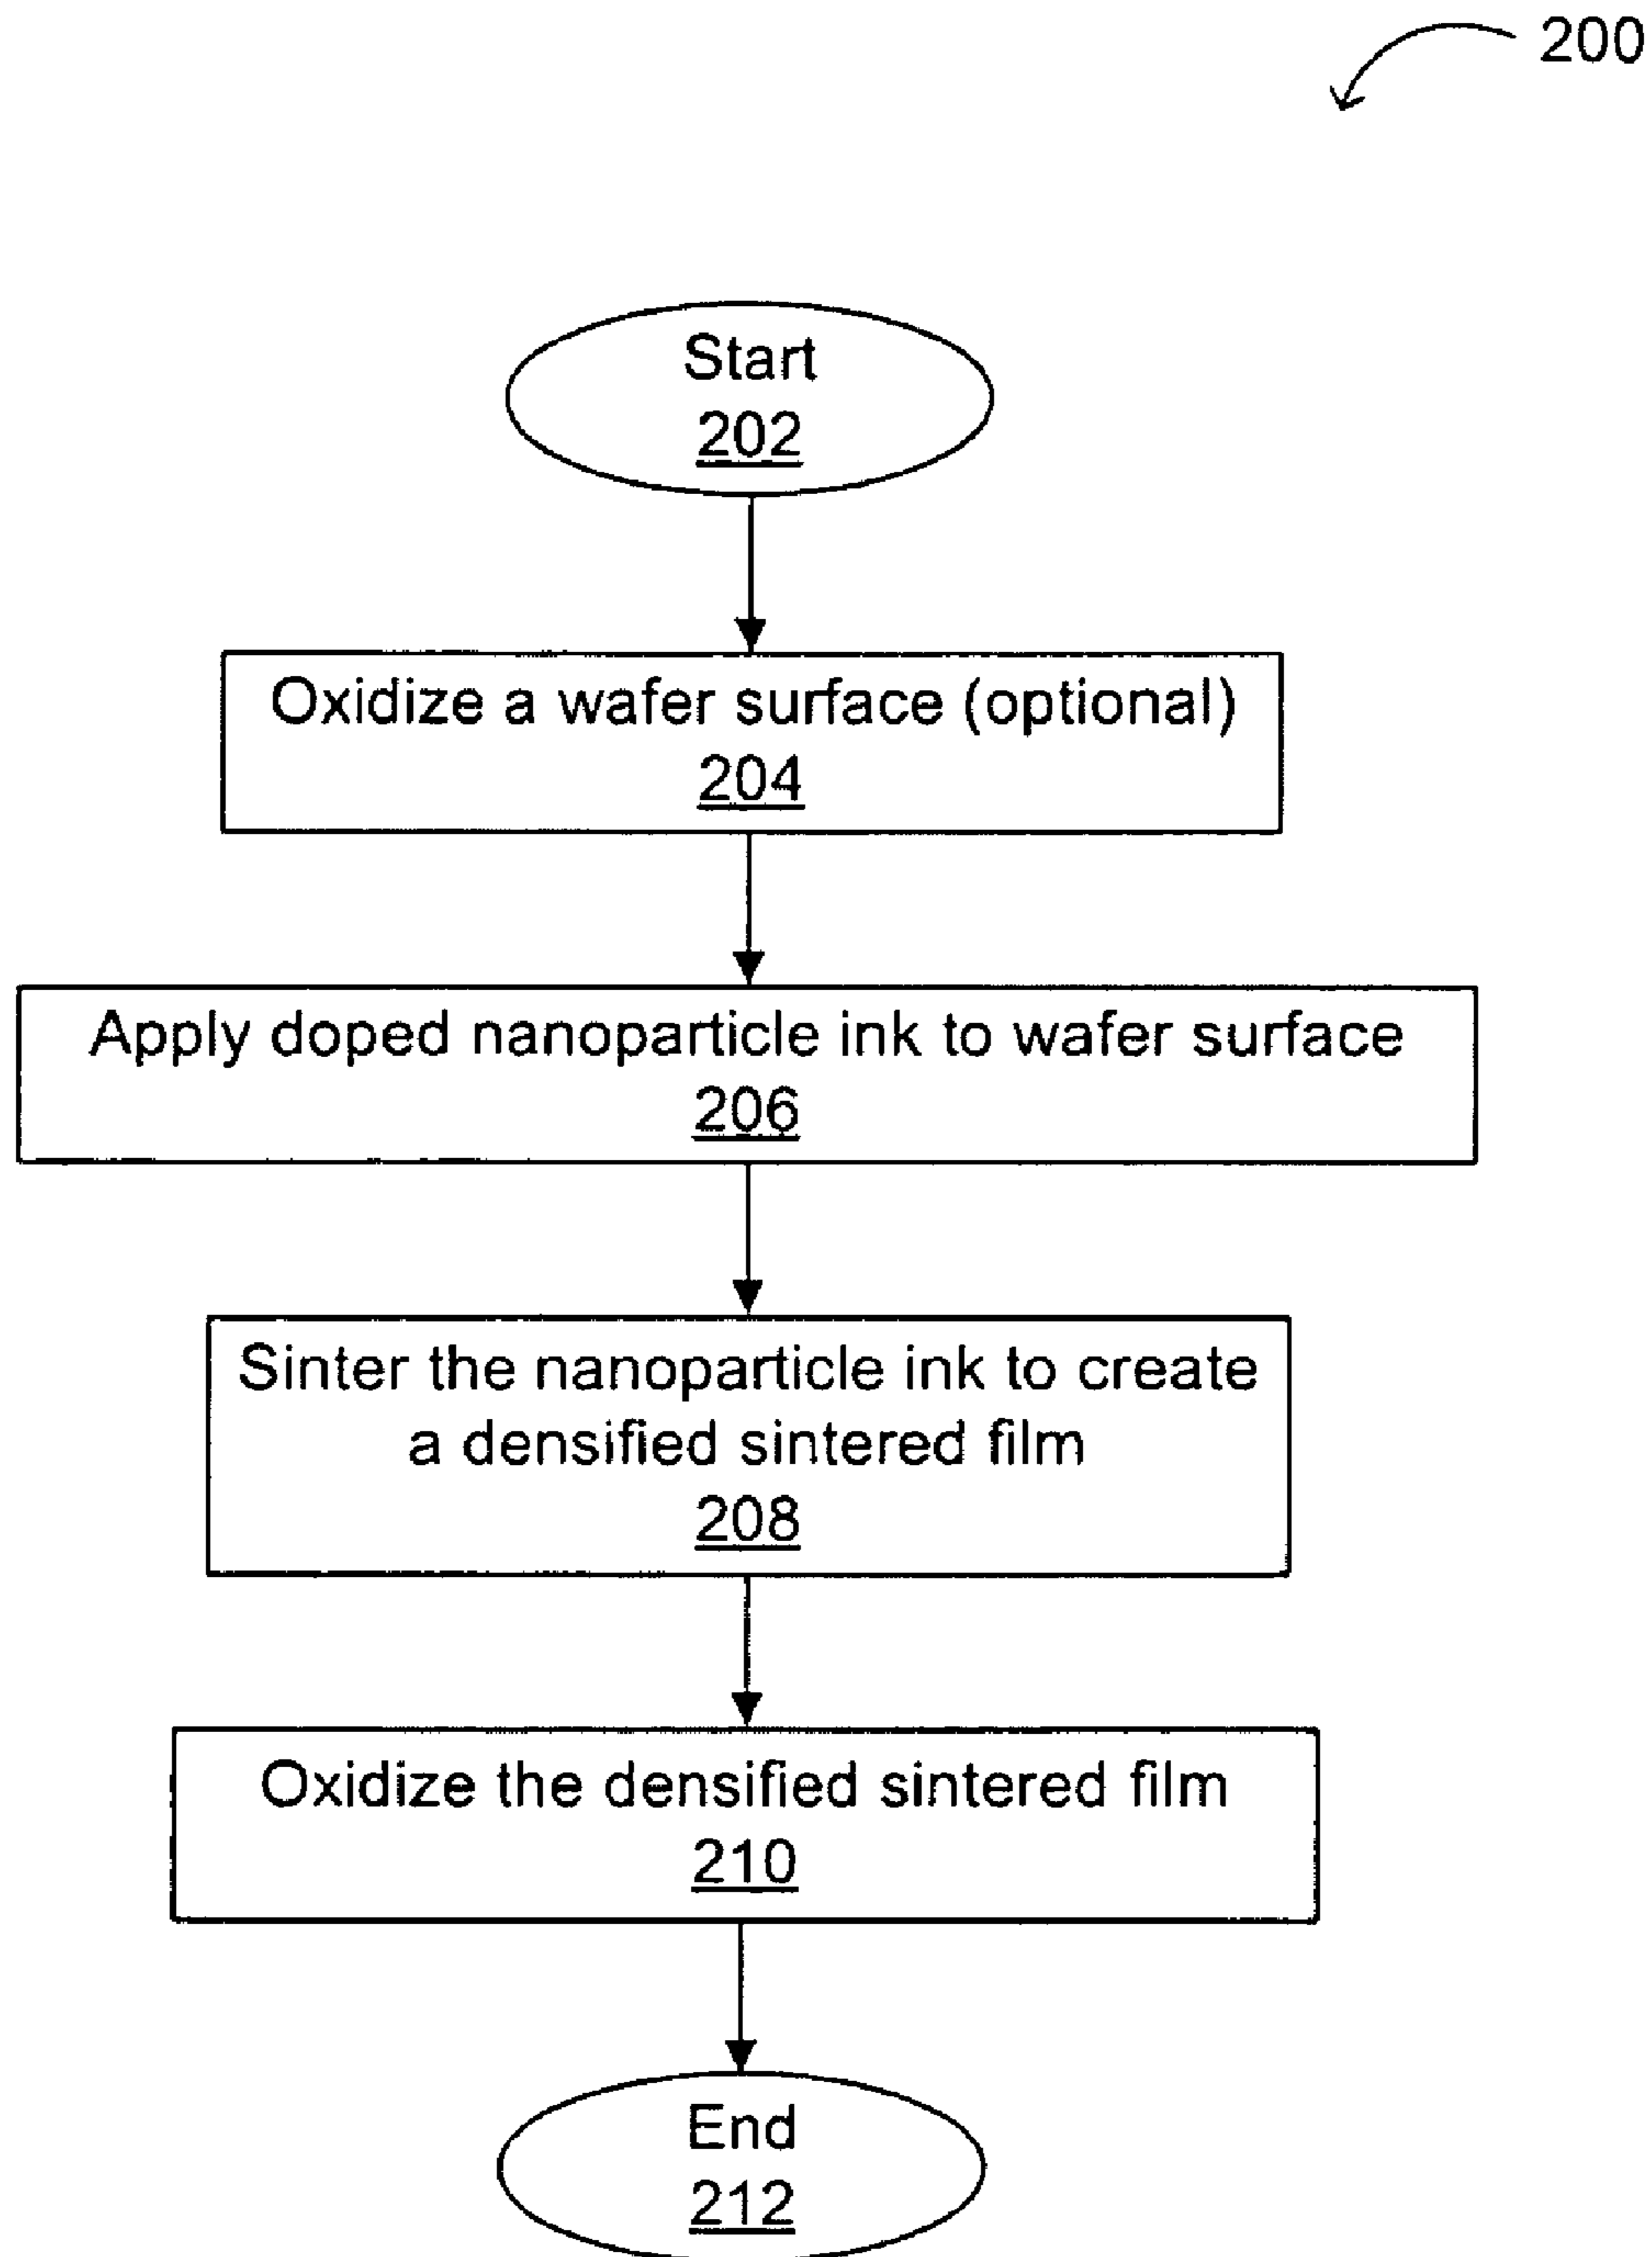 200
Start
202
Oxidize a wafer surface (optional)
204
Apply doped nanoparticle ink to wafer surface
206
Sinter the nanoparticle ink to create
a densified sintered film
208
Oxidize the densified sintered film
210
End
212